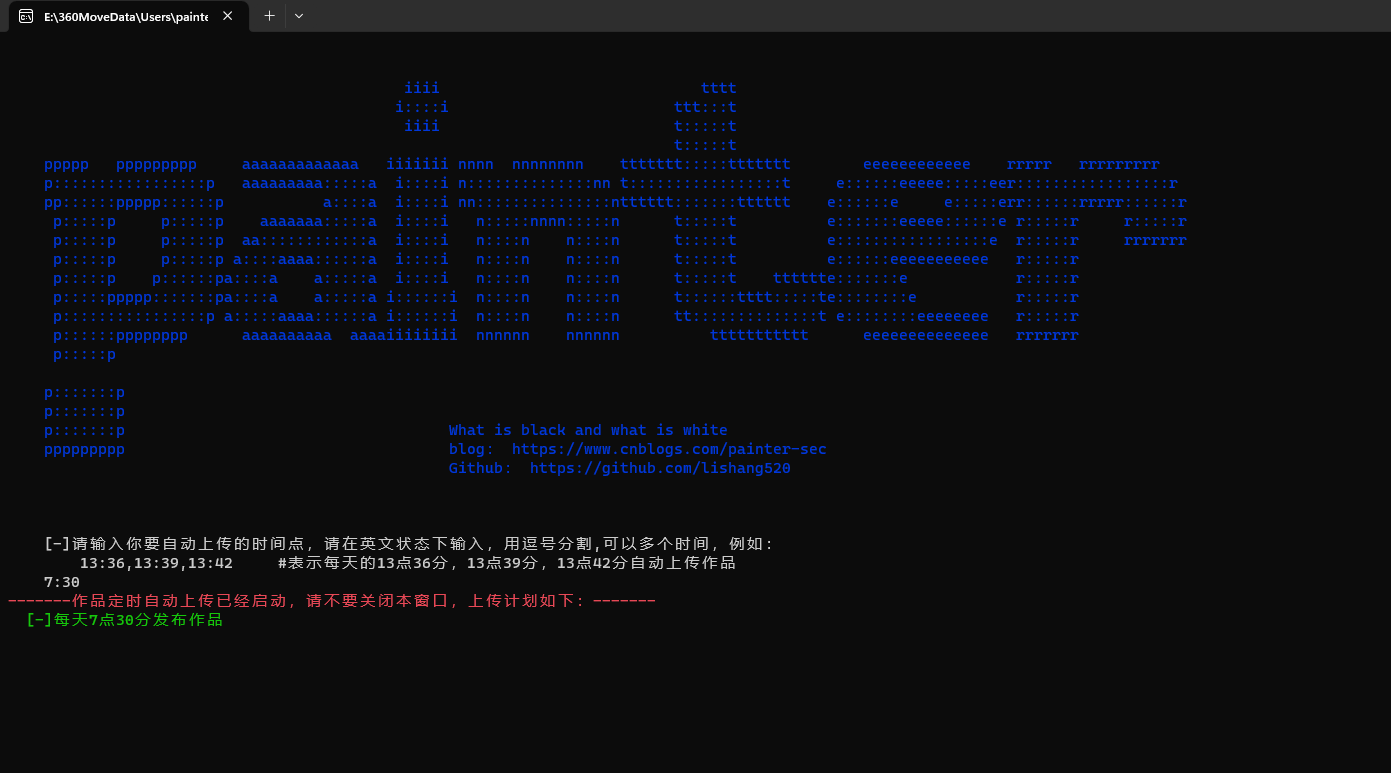 E:\360MoveData\Users\painte
iiii                             tttt
i::::i                         ttt:::t
iiii                          t:::::t
t:::::t
ppppp   ppppppppp     aaaaaaaaaaaaa   iiiiiii nnnn  nnnnnnnn    ttttttt:::::ttttttt        eeeeeeeeeeee    rrrrr   rrrrrrrrr
p::::::::::::::::::p   aaaaaaaaa:::::a  i::::i n::::::::::::::nn t:::::::::::::::::t     e::::::eeeee:::::eer:::::::::::::::::r
pp::::::ppppp::::::p           a::::a  i::::i nn:::::::::::::::ntttttt:::::::tttttt    e::::::e     e:::::err::::::rrrrr::::::r
p:::::p     p:::::p    aaaaaaa:::::a  i::::i   n:::::nnnn:::::n      t:::::t          e:::::::eeeee::::::e r:::::r     r:::::r
p:::::p     p:::::p  aa::::::::::::a  i::::i   n::::n    n::::n      t:::::t          e:::::::::::::::::e  r:::::r     rrrrrrr
p:::::p     p:::::p a::::aaaa::::::a  i::::i   n::::n    n::::n      t:::::t          e::::::eeeeeeeeeee   r:::::r
p:::::p    p::::::pa::::a    a:::::a  i::::i   n::::n    n::::n      t:::::t    tttttte:::::::e            r:::::r
p:::::ppppp:::::::pa::::a    a:::::a i::::::i  n::::n    n::::n      t::::::tttt:::::te::::::::e           r:::::r
p::::::::::::::::p a:::::aaaa::::::a i::::::i  n::::n    n::::n      tt::::::::::::::t e::::::::eeeeeeee   r:::::r
p::::::pppppppp      aaaaaaaaaa  aaaaiiiiiiii  nnnnnn    nnnnnn          ttttttttttt      eeeeeeeeeeeeee   rrrrrrr
p:::::p
p:::::::p
p:::::::p
p:::::::p                                    What is black and what is white
ppppppppp                                    blog:  https://www.cnblogs.com/painter-sec
Github:  https://github.com/lishang520
[-]请输入你要自动上传的时间点，请在英文状态下输入，用逗号分割,可以多个时间，例如：
13:36,13:39,13:42     #表示每天的13点36分，13点39分，13点42分自动上传作品
7:30
-------作品定时自动上传已经启动，请不要关闭本窗口，上传计划如下：-------
[-]每天7点30分发布作品